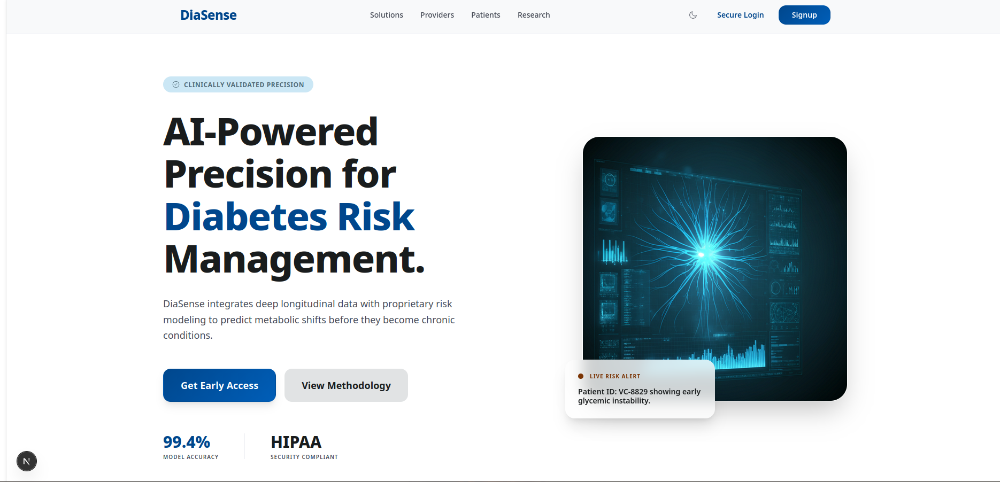 DiaSense
Solutions
Providers
Patients
Research
Secure Login
Signup
CLINICALLY VALIDATED PRECISION
AI-Powered
Precision for
Diabetes Risk
Management.
DiaSense integrates deep longitudinal data with proprietary risk
modeling to predict metabolic shifts before they become chronic
conditions.
Get Early Access
View Methodology
LIVE RISK ALERT
Patient ID: VC-8829 showing early
glycemic instability.
99.4%
MODEL ACCURACY
HIPAA
SECURITY COMPLIANT
N